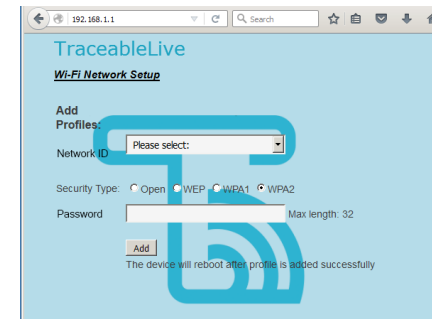 192.168.1.1
Search
TraceableLive
Wi-Fi Network Setup
Add
Profiles:
Network ID
Please select:
Security Type: Open WEP WPA1 WPA2
Password
Max length: 32
Add
The device will reboot after profile is added successfully